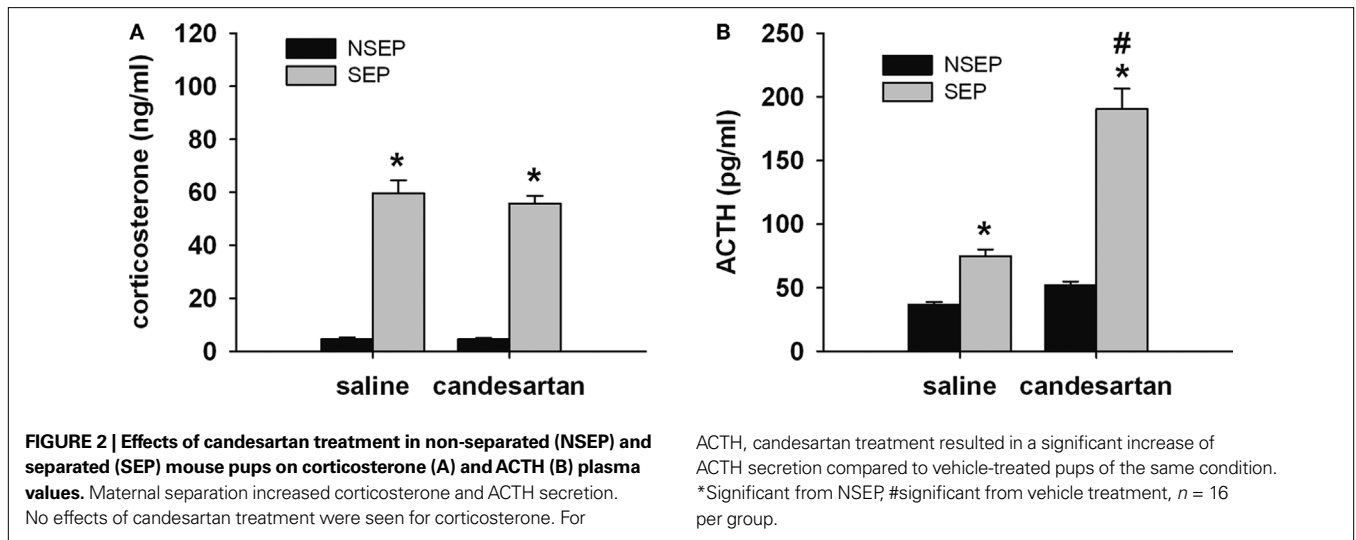 A
120
100
80
60
40
20
0
corticosterone (ng/ml)
NSEP
SEP
*
*
saline candesartan
B
250
200
150
100
50
0
ACTH (pg/ml)
NSEP
SEP
*
#
*
saline candesartan
FIGURE 2 | Effects of candesartan treatment in non-separated (NSEP) and
separated (SEP) mouse pups on corticosterone (A) and ACTH (B) plasma
values. Maternal separation increased corticosterone and ACTH secretion.
No effects of candesartan treatment were seen for corticosterone. For
ACTH, candesartan treatment resulted in a significant increase of
ACTH secretion compared to vehicle-treated pups of the same condition.
*Significant from NSEP, #significant from vehicle treatment, n = 16
per group.